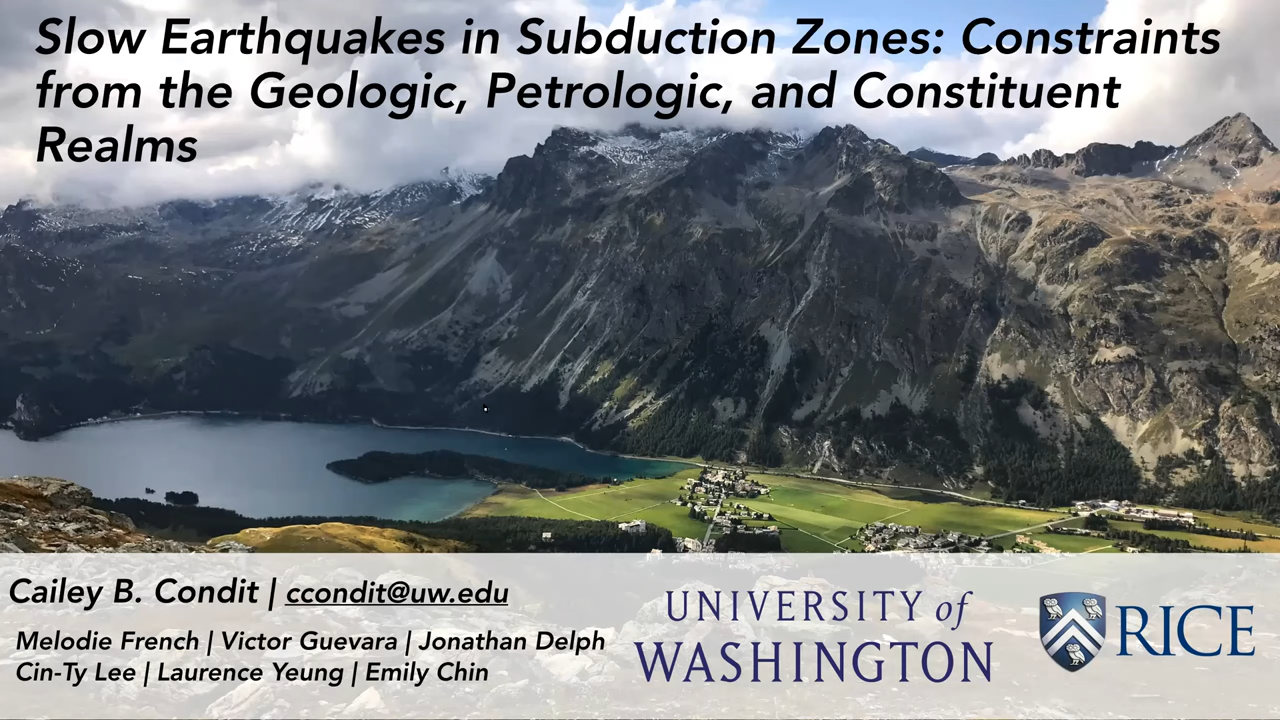 Slow Earthquakes in Subduction Zones: Constraints
from the Geologic, Petrologic, and Constituent
Realms
Cailey B. Condit | ccondit@uw.edu
Melodie French | Victor Guevara | Jonathan Delph
Cin-Ty Lee | Laurence Yeung | Emily Chin
UNIVERSITY of
WASHINGTON
RICE